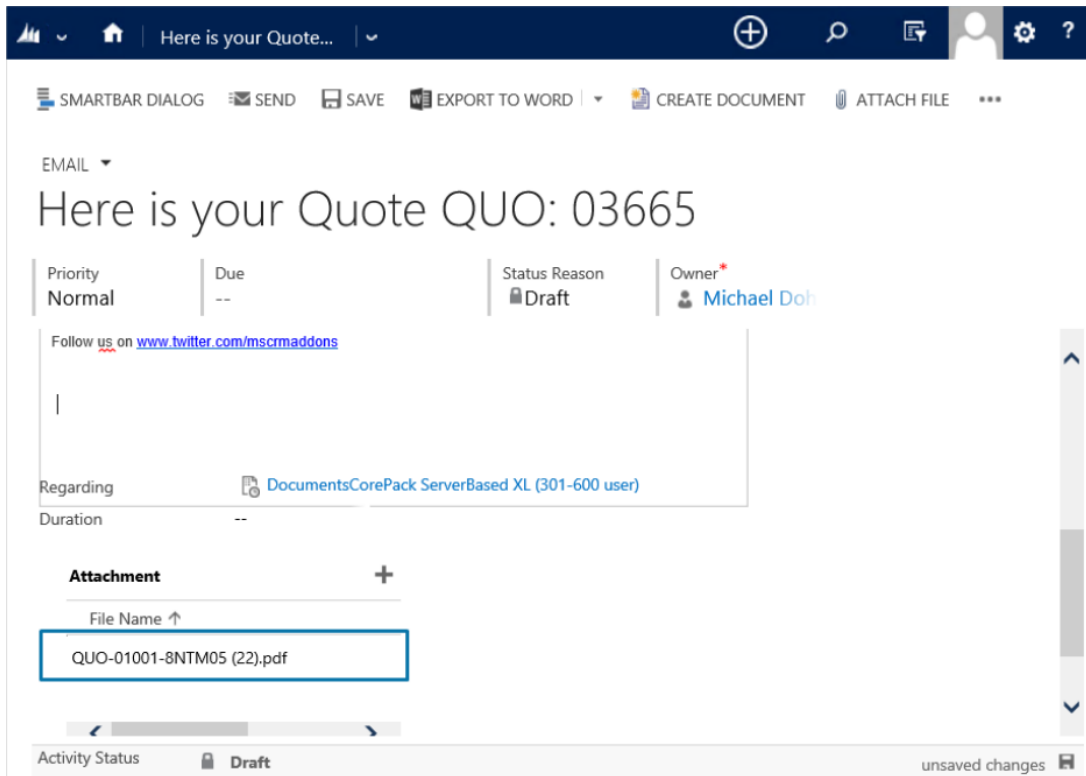 Here is your Quote...
?
SMARTBAR DIALOG SEND SAVE EXPORT TO WORD CREATE DOCUMENT ATTACH FILE •••
EMAIL
Here is your Quote QUO: 03665
Priority Due Status Reason Owner*
Normal -- Draft Michael Doh
Follow us on www.twitter.com/mscrmaddons
Regarding DocumentsCorePack ServerBased XL (301-600 user)
Duration --
Attachment +
File Name ↑
QUO-01001-8NTM05 (22).pdf
Activity Status Draft unsaved changes